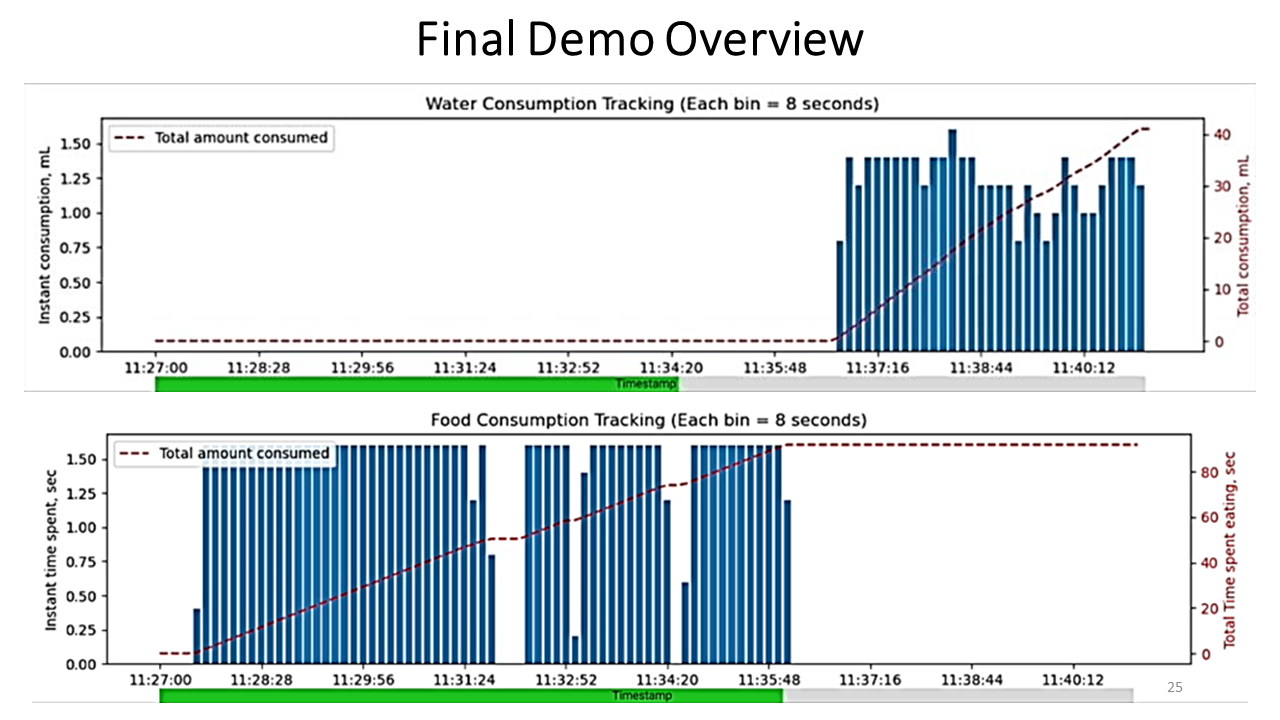 Final Demo Overview
Water Consumption Tracking (Each bin = 8 seconds)
Total amount consumed
Instant consumption, mL
1.50
1.25
1.00
0.75
0.50
0.25
0.00
40
30
20
10
0
Total consumption, mL
11:27:00 11:28:28 11:29:56 11:31:24 11:32:52 11:34:20 11:35:48 11:37:16 11:38:44 11:40:12
Timestamp
Food Consumption Tracking (Each bin = 8 seconds)
Total amount consumed
Instant time spent, sec
1.50
1.25
1.00
0.75
0.50
0.25
0.00
80
60
40
20
0
Total Time spent eating, sec
11:27:00 11:28:28 11:29:56 11:31:24 11:32:52 11:34:20 11:35:48 11:37:16 11:38:44 11:40:12
Timestamp
25